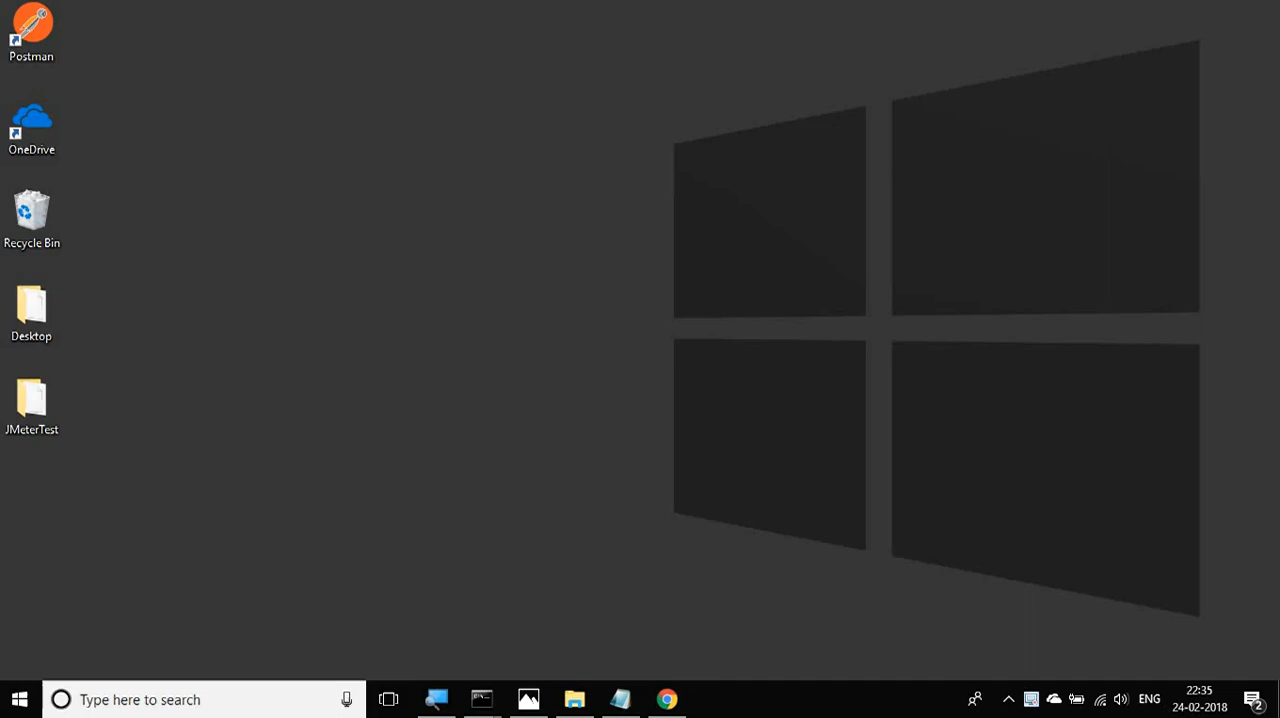 Postman
OneDrive
Recycle Bin
Desktop
JMeterTest
Type here to search
ENG
22:35
24-02-2018
2